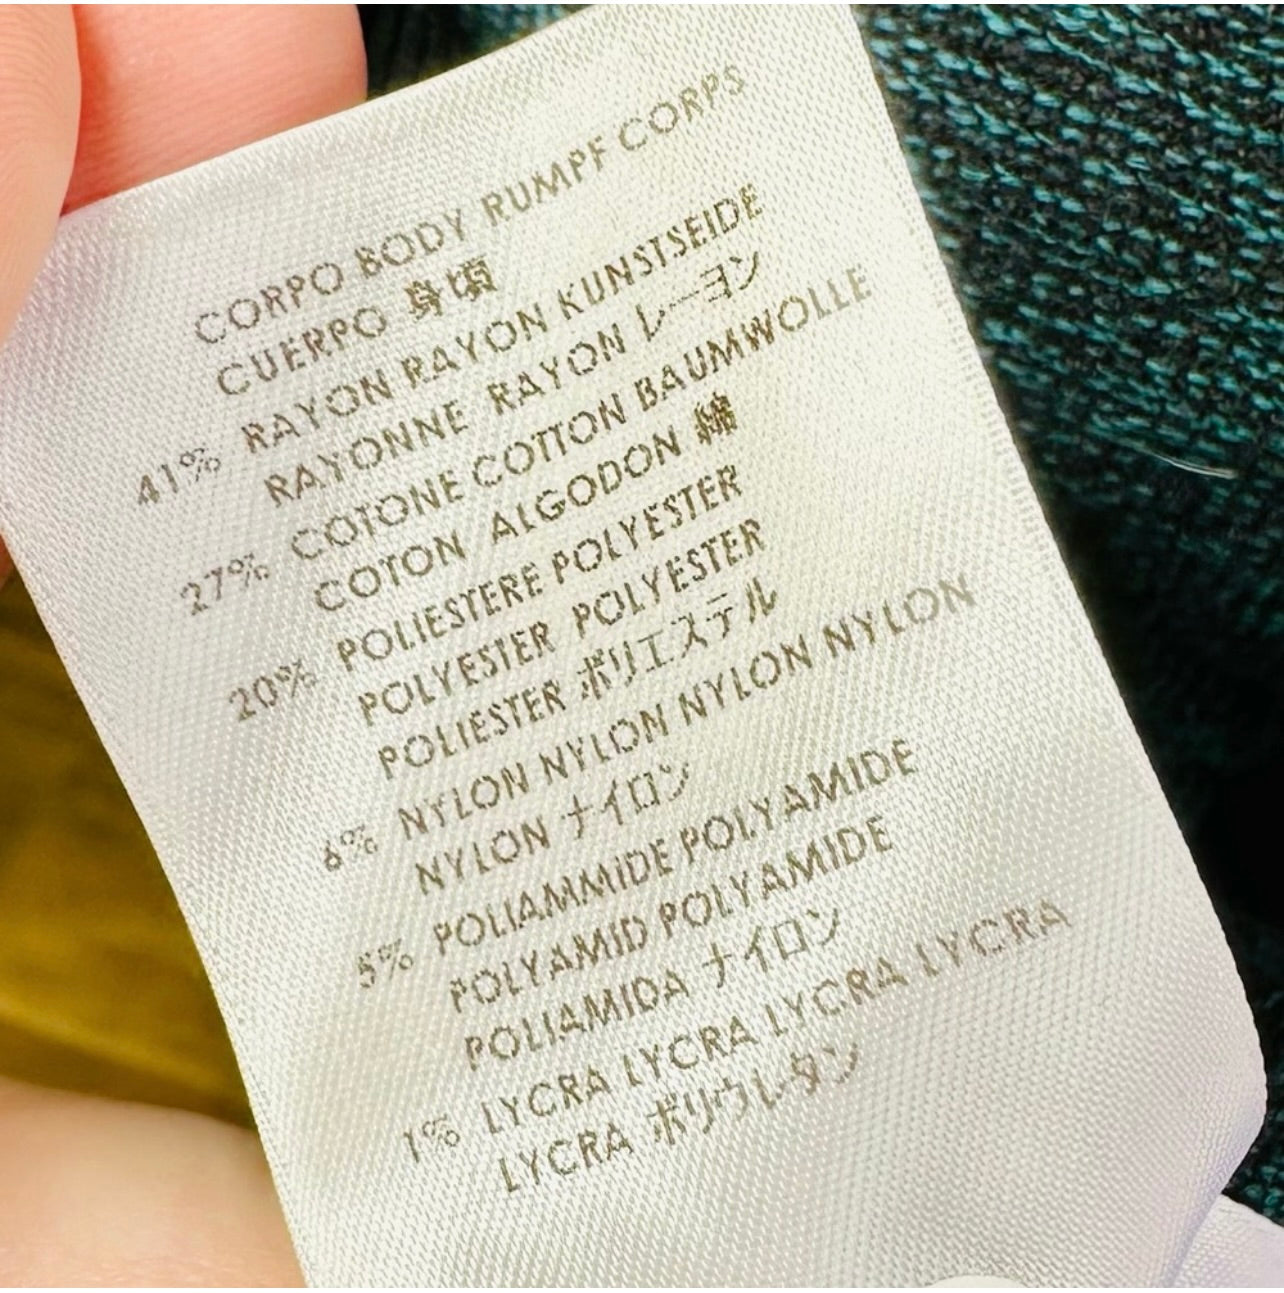 CORPO BODY RUMPF CORPS
CUERPO 身頃
41% RAYON RAYON KUNSTSEIDE
RAYONNE RAYON レーヨン
27% COTONE COTTON BAUMWOLLE
COTON ALGODON 綿
20% POLIESTERE POLYESTER
POLYESTER POLYESTER
POLIESTER ポリエステル
6% NYLON NYLON NYLON NYLON
NYLON ナイロン
5% POLIAMMIDE POLYAMIDE
POLYAMID POLYAMIDE
POLIAMIDA ナイロン
1% LYCRA LYCRA LYCRA LYCRA
LYCRA ポリウレタン